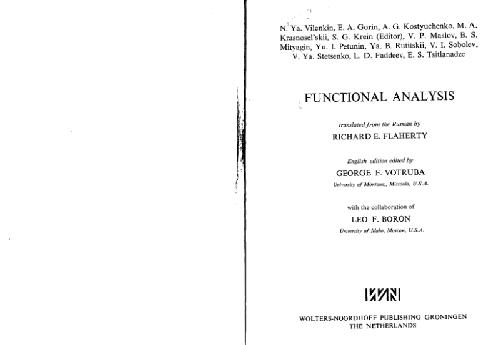 N. Ya. Vilenkin, E. A. Gorin, A. G. Kostyuchenko, M. A.
Krasnosel'skii, S. G. Krein (Editor), V. P. Maslov, B. S.
Mityagin, Yu. I. Petunin, Ya. B. Rutitskii, V. I. Sobolev,
V. Ya. Stetsenko, L. D. Faddeev, E. S. Tsitlanadze
FUNCTIONAL ANALYSIS
translated from the Russian by
RICHARD E. FLAHERTY
English edition edited by
GEORGE F. VOTRUBA
University of Montana, Missoula, U.S.A.
with the collaboration of
LEO F. BORON
University of Idaho, Moscow, U.S.A.
WOLTERS-NOORDHOFF PUBLISHING GRONINGEN
THE NETHERLANDS